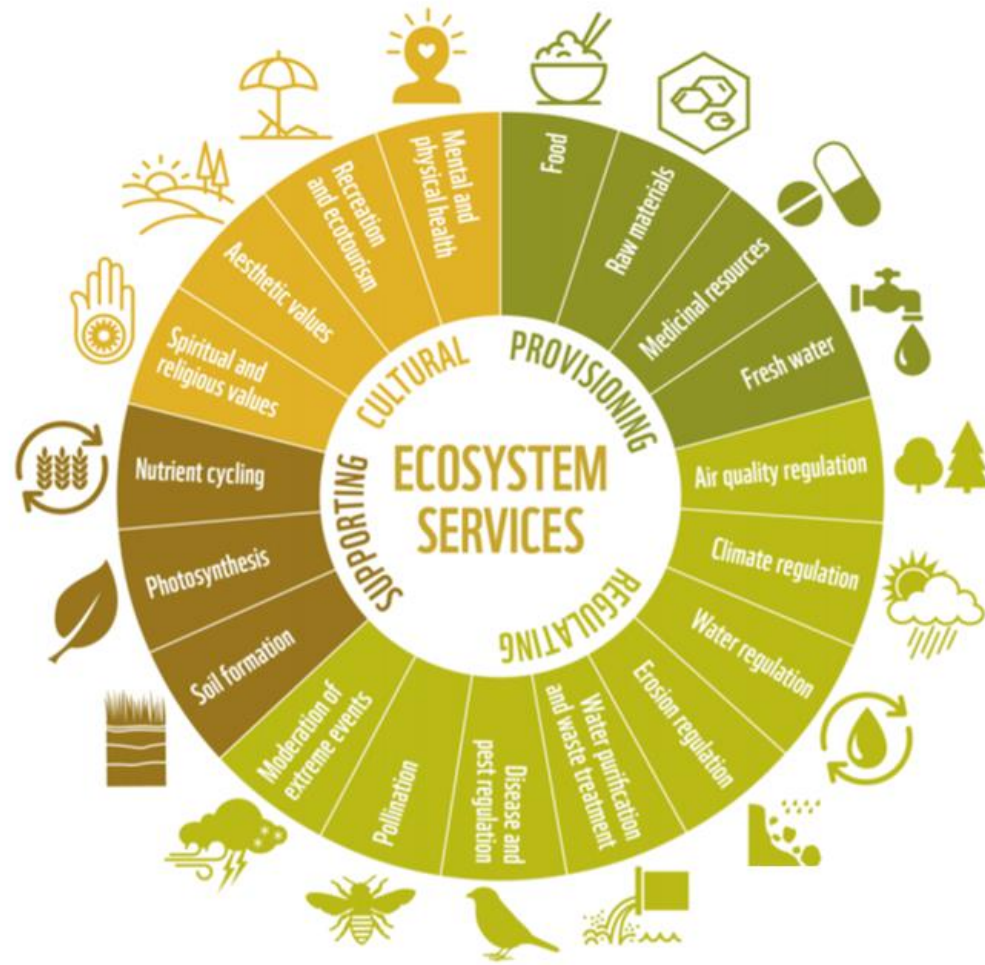 ECOSYSTEM
SERVICES
PROVISIONING
Food
Raw materials
Medicinal resources
Fresh water
REGULATING
Air quality regulation
Climate regulation
Water regulation
Erosion regulation
Water purification
and waste treatment
Disease and
pest regulation
Pollination
Moderation of
extreme events
SUPPORTING
Soil formation
Photosynthesis
Nutrient cycling
CULTURAL
Spiritual and
religious values
Aesthetic values
Recreation
and ecotourism
Mental and
physical health